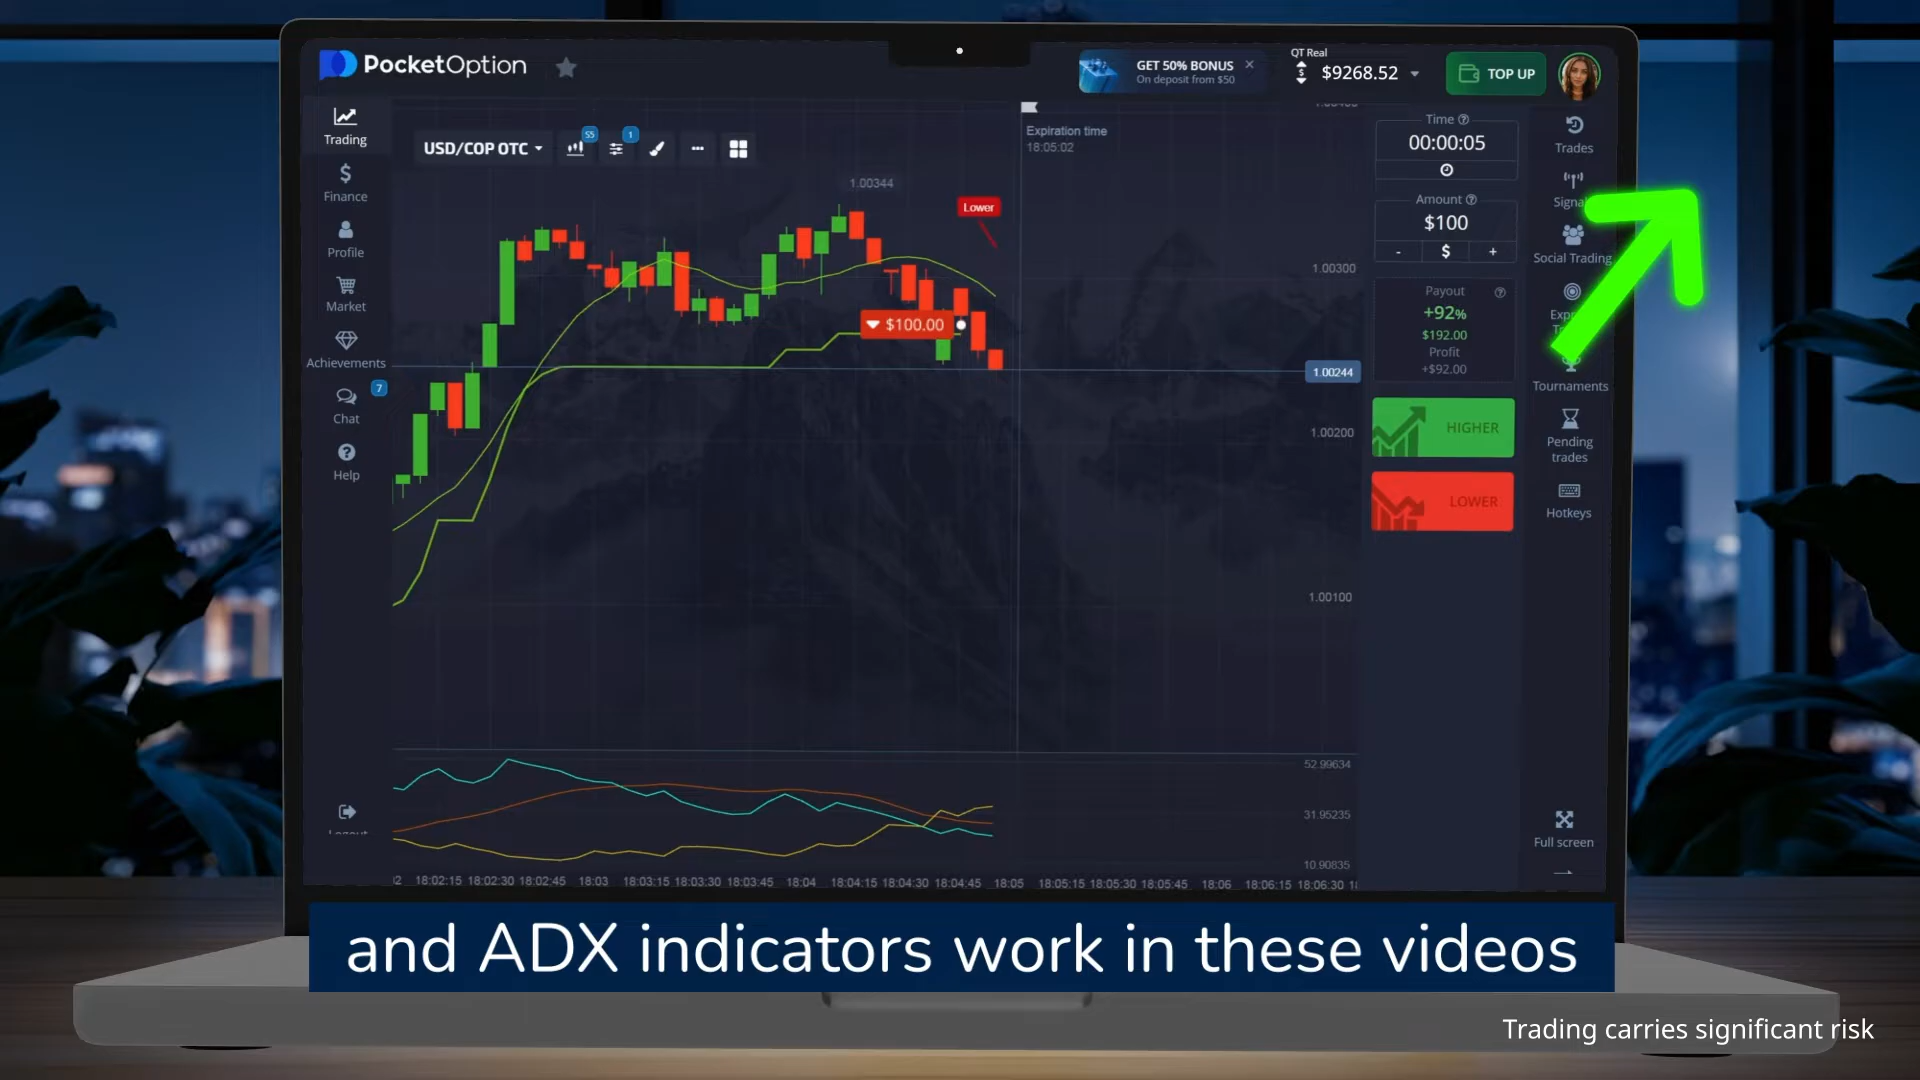 PocketOption
GET 50% BONUS
On deposit from $50
QT Real
$9268.52
TOP UP
Trading
Finance
Profile
Market
Achievements
7
Chat
Help
USD/COP OTC
S5
1
Expiration time
18:05:02
1.00344
Lower
$100.00
1.00300
1.00244
1.00200
1.00100
52.99634
31.95235
10.90835
18:02:15 18:02:30 18:02:45 18:03 18:03:15 18:03:30 18:03:45 18:04 18:04:15 18:04:30 18:04:45 18:05 18:05:15 18:05:30 18:05:45 18:06 18:06:15 18:06:30
Time
00:00:05
Amount
$100
- $ +
Payout
+92%
$192.00
Profit
+$92.00
HIGHER
LOWER
Trades
Social Trading
Tournaments
Pending
trades
Hotkeys
Full screen
and ADX indicators work in these videos
Trading carries significant risk